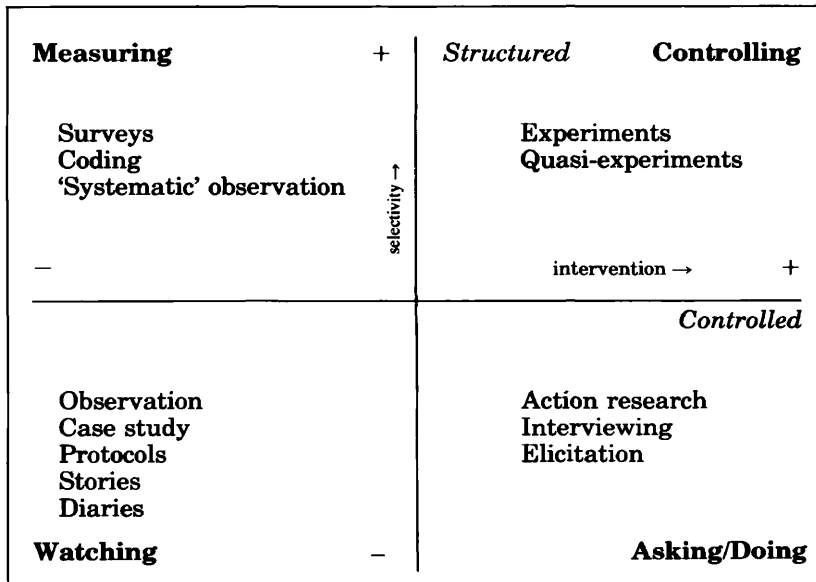 Measuring + Structured Controlling
Surveys Experiments
Coding Quasi-experiments
'Systematic' observation
selectivity →
– intervention → +
Controlled
Observation Action research
Case study Interviewing
Protocols Elicitation
Stories
Diaries
Watching – Asking/Doing